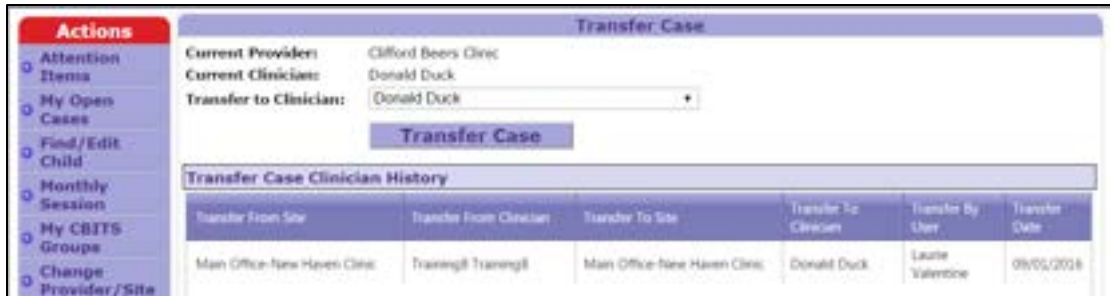 Actions
Attention
Items
My Open
Cases
Find/Edit
Child
Monthly
Session
My CBITS
Groups
Change
Provider/Site
Transfer Case
Current Provider: Clifford Beers Clinic
Current Clinician: Donald Duck
Transfer to Clinician: Donald Duck
Transfer Case
Transfer Case Clinician History
Transfer From Site Transfer From Clinician Transfer To Site Transfer To Clinician Transfer By User Transfer Date
Main Office-New Haven Clinic Training8 Training8 Main Office-New Haven Clinic Donald Duck Laurie Valentine 09/01/2016